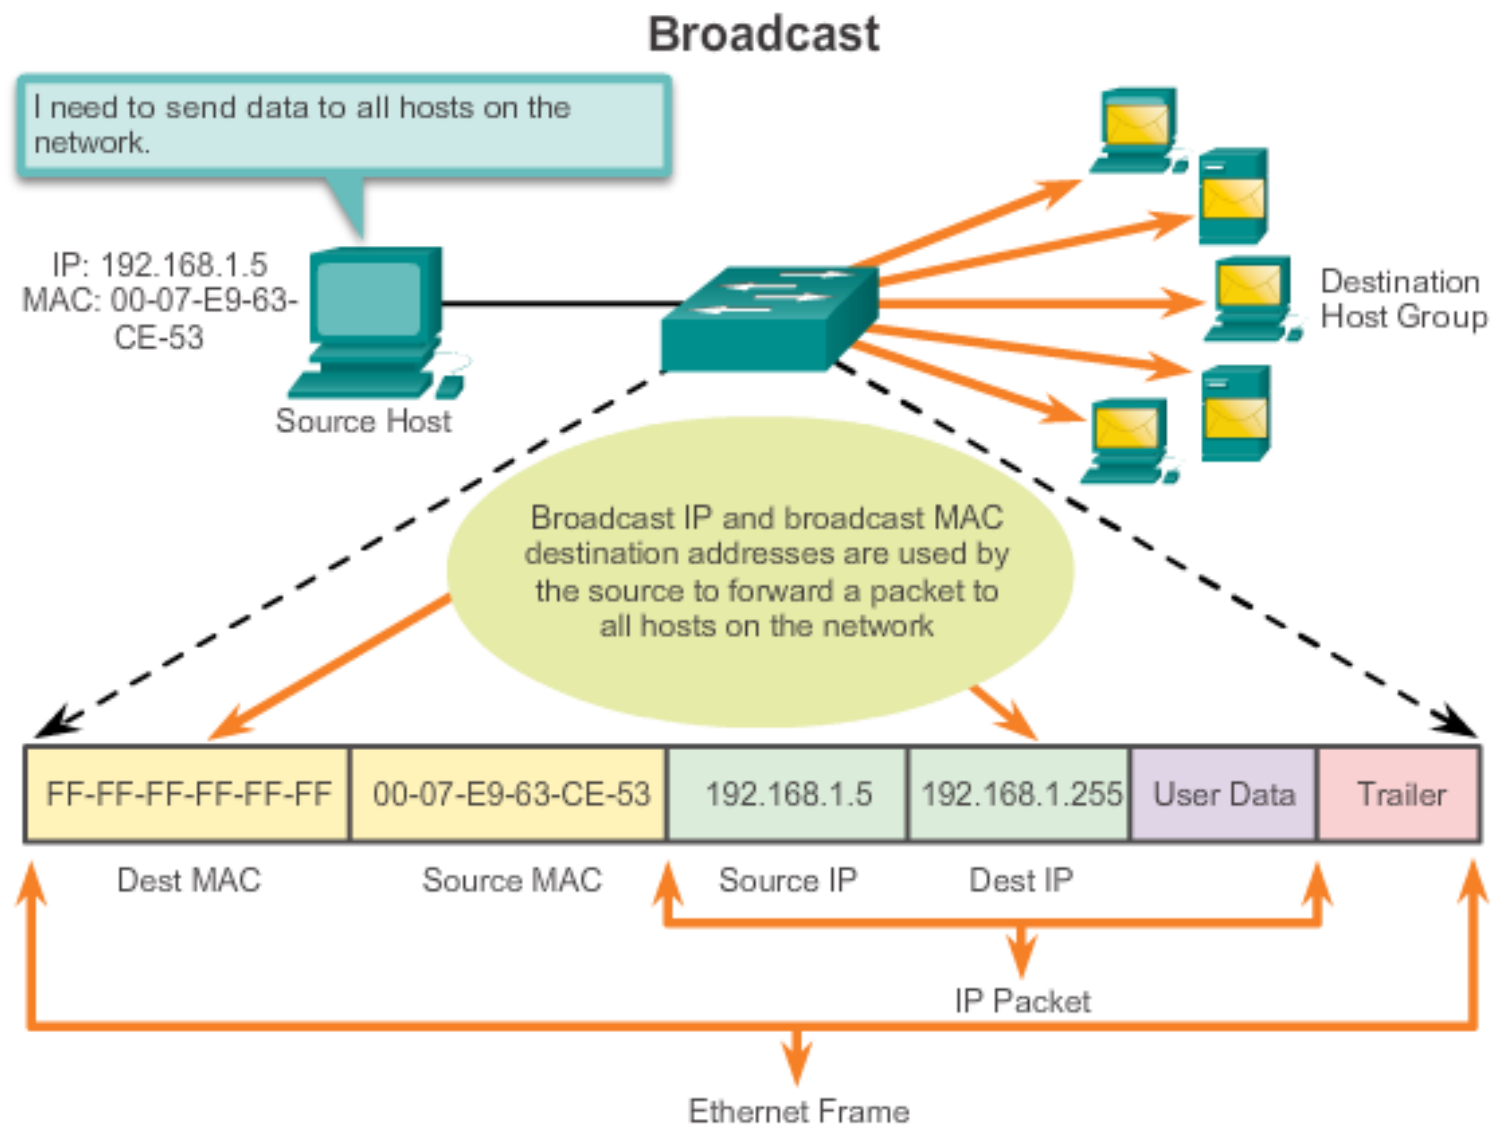 Broadcast
I need to send data to all hosts on the
network.
IP: 192.168.1.5
MAC: 00-07-E9-63-
CE-53
Source Host
Destination
Host Group
Broadcast IP and broadcast MAC
destination addresses are used by
the source to forward a packet to
all hosts on the network
FF-FF-FF-FF-FF-FF 00-07-E9-63-CE-53 192.168.1.5 192.168.1.255 User Data Trailer
Dest MAC Source MAC Source IP Dest IP
IP Packet
Ethernet Frame